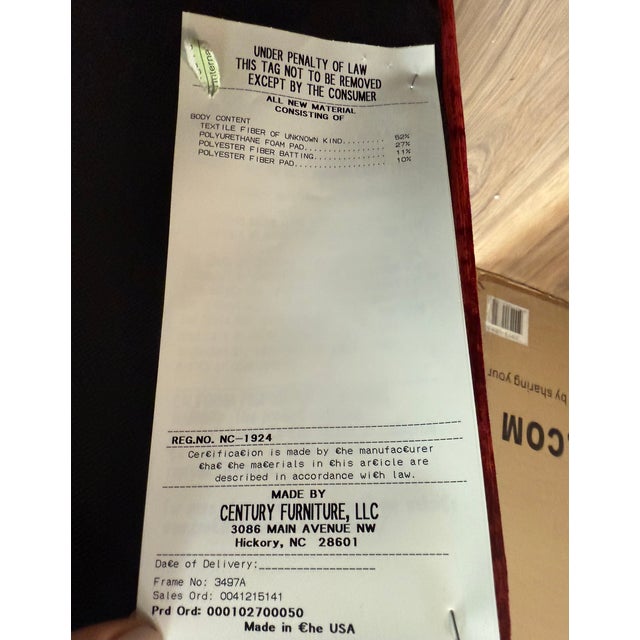 UNDER PENALTY OF LAW
THIS TAG NOT TO BE REMOVED
EXCEPT BY THE CONSUMER
ALL NEW MATERIAL
CONSISTING OF
BODY CONTENT
TEXTILE FIBER OF UNKNOWN KIND......... 52%
POLYURETHANE FOAM PAD................. 27%
POLYESTER FIBER BATTING............... 11%
POLYESTER FIBER PAD................... 10%
REG.NO. NC-1924
Cer€ifica€ion is made by €he manufac€urer
€ha€ €he ma€erials in €his ar€icle are
described in accordance wi€h law.
MADE BY
CENTURY FURNITURE, LLC
3086 MAIN AVENUE NW
Hickory, NC 28601
Da€e of Delivery:
Frame No: 3497A
Sales Ord: 0041215141
Prd Ord: 000102700050
Made in €he USA
by sharing your
.COM